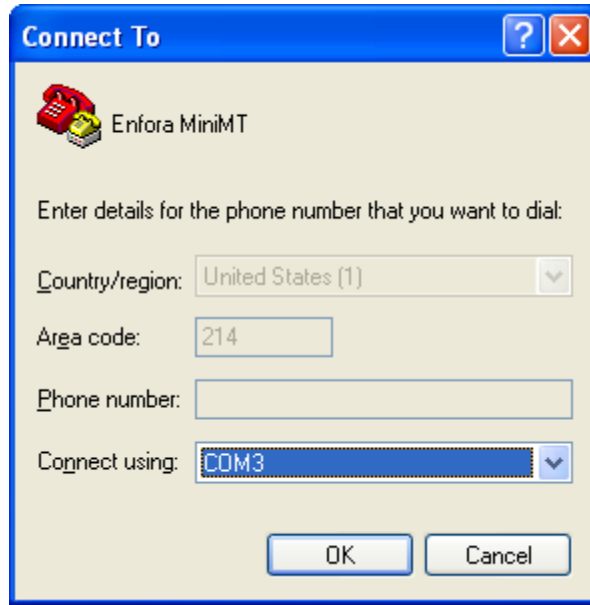 Connect To
Enfora MiniMT
Enter details for the phone number that you want to dial:
Country/region: United States (1)
Area code: 214
Phone number:
Connect using: COM3
OK Cancel